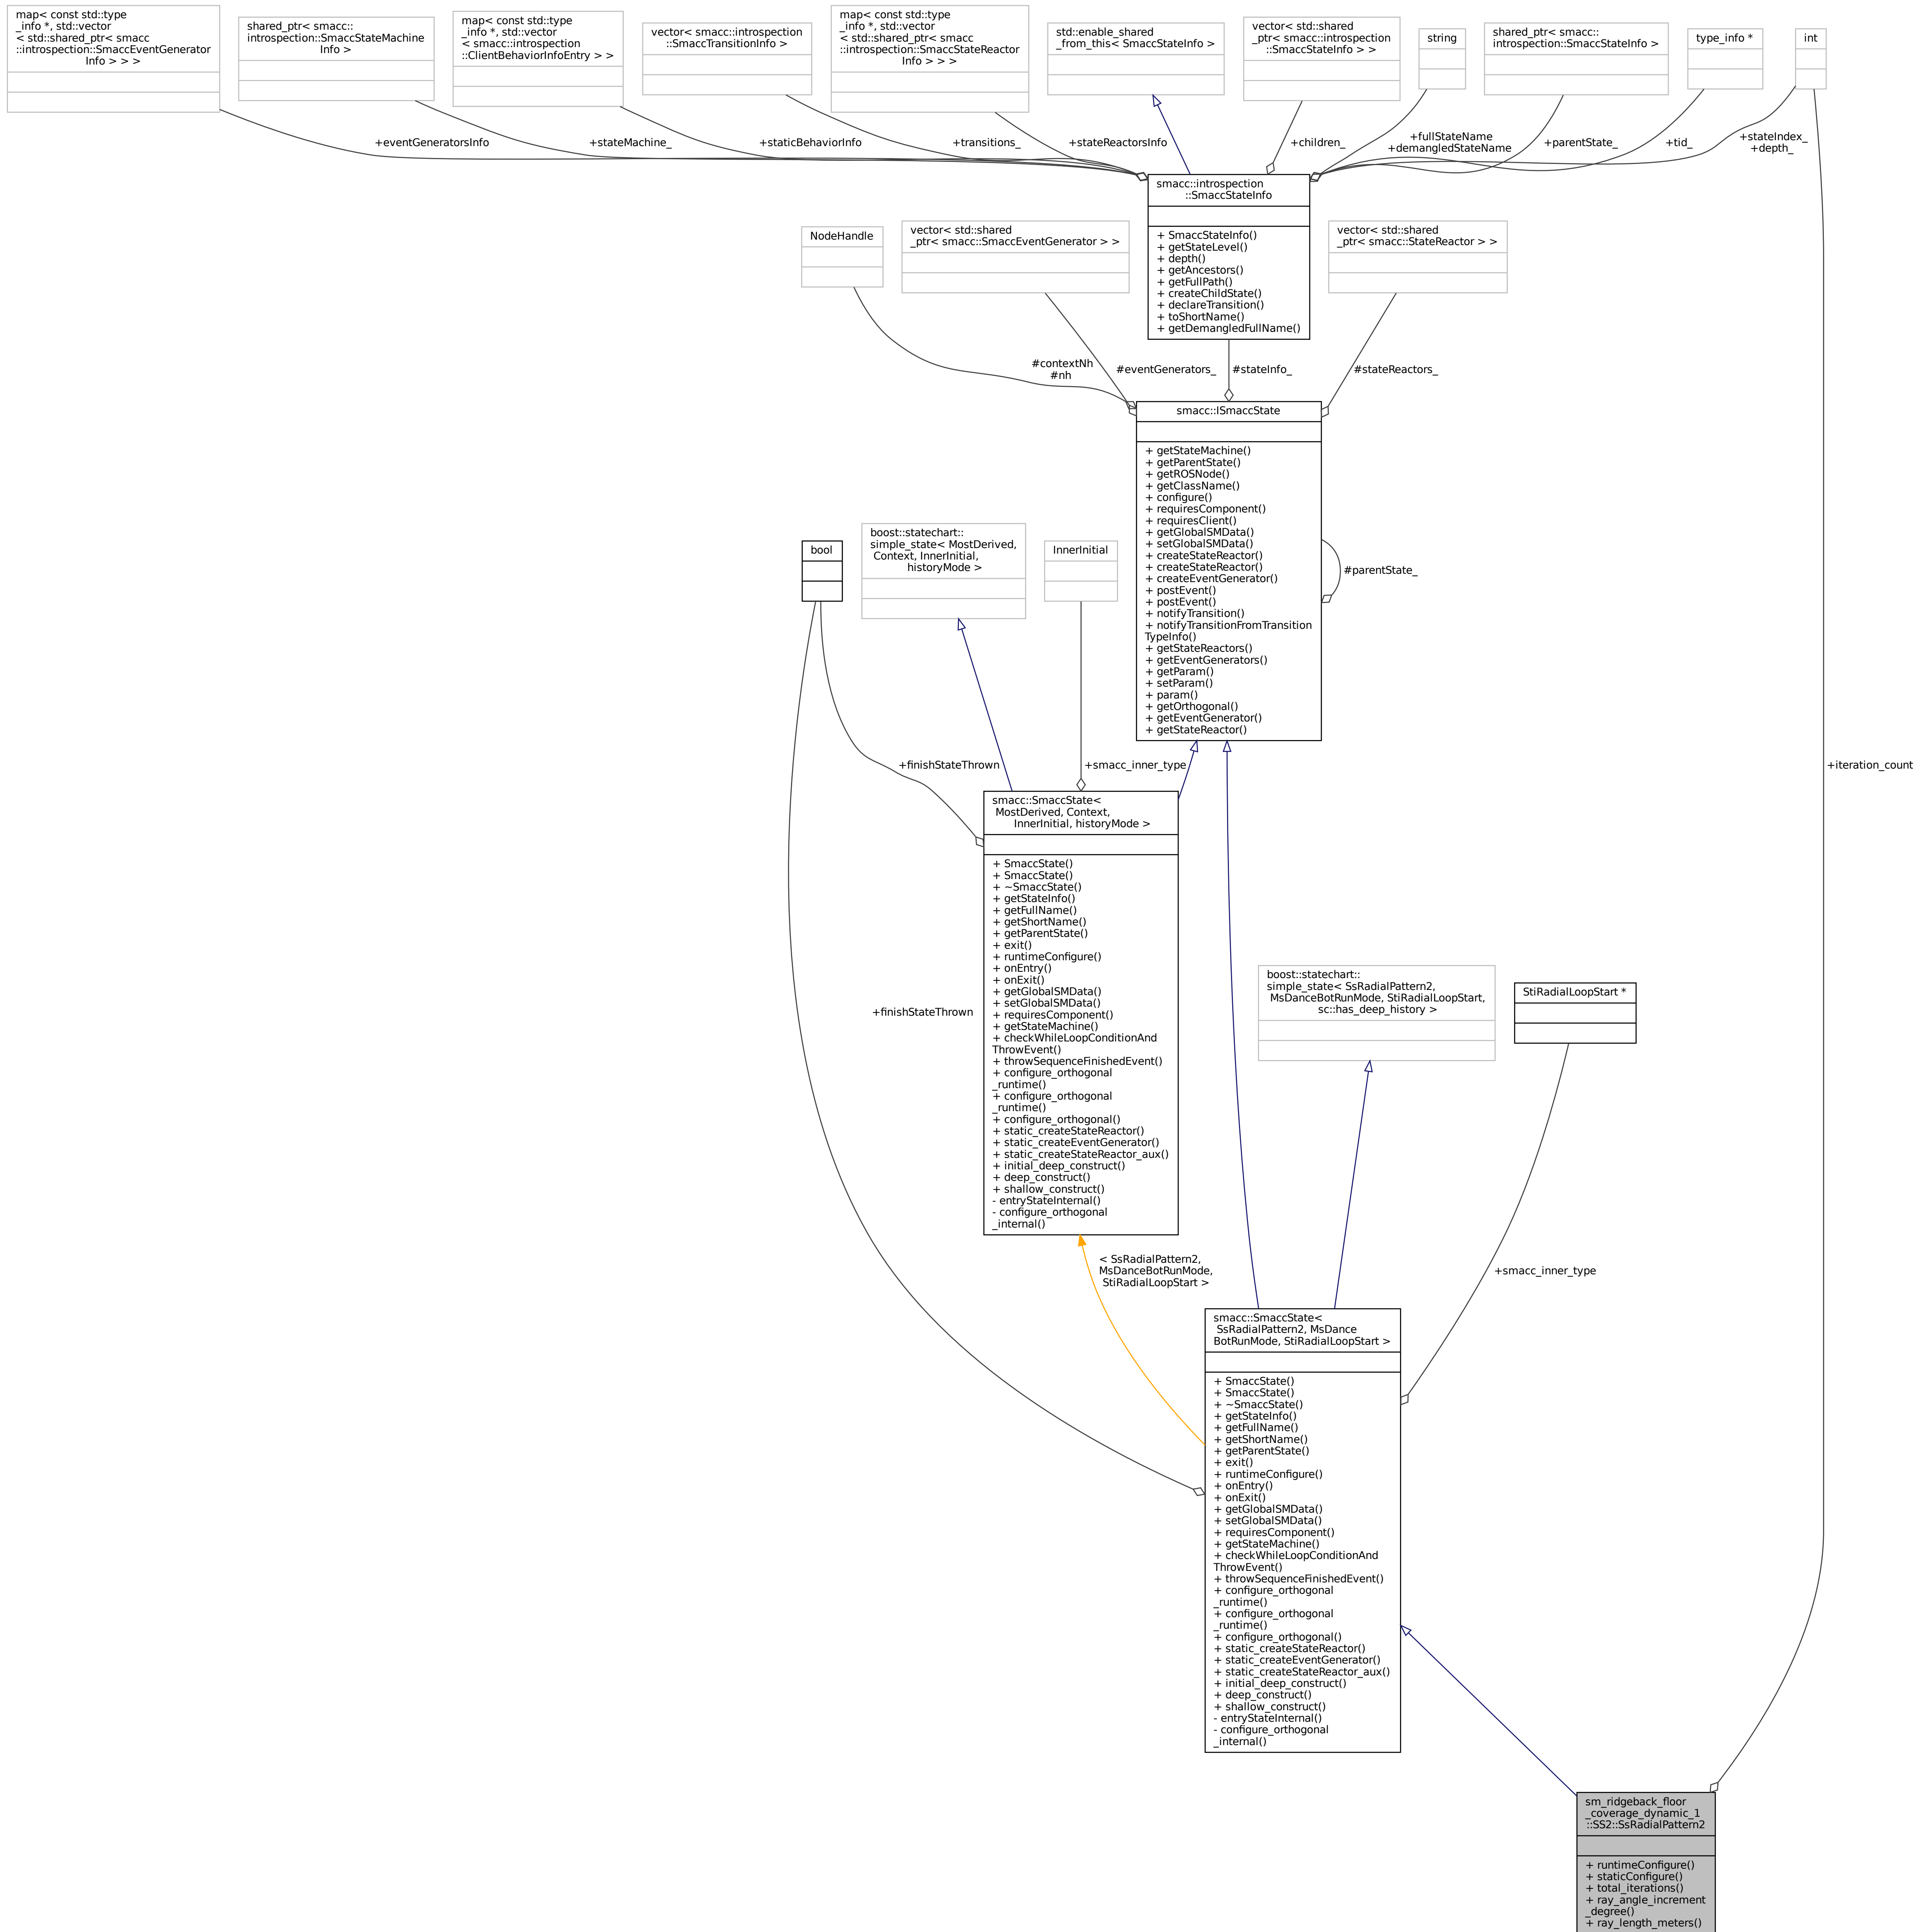 map< const std::type
_info *, std::vector
< std::shared_ptr< smacc
::introspection::SmaccEventGenerator
Info > > >
shared_ptr< smacc::
introspection::SmaccStateMachine
Info >
map< const std::type
_info *, std::vector
< smacc::introspection
::ClientBehaviorInfoEntry > >
vector< smacc::introspection
::SmaccTransitionInfo >
map< const std::type
_info *, std::vector
< std::shared_ptr< smacc
::introspection::SmaccStateReactor
Info > > >
std::enable_shared
_from_this< SmaccStateInfo >
vector< std::shared
_ptr< smacc::introspection
::SmaccStateInfo > >
string
shared_ptr< smacc::
introspection::SmaccStateInfo >
type_info *
int
+eventGeneratorsInfo
+stateMachine_
+staticBehaviorInfo
+transitions_
+stateReactorsInfo
+children_
+fullStateName
+demangledStateName
+parentState_
+tid_
+stateIndex_
+depth_
smacc::introspection
::SmaccStateInfo
+ SmaccStateInfo()
+ getStateLevel()
+ depth()
+ getAncestors()
+ getFullPath()
+ createChildState()
+ declareTransition()
+ toShortName()
+ getDemangledFullName()
NodeHandle
vector< std::shared
_ptr< smacc::SmaccEventGenerator > >
vector< std::shared
_ptr< smacc::StateReactor > >
#contextNh
#nh
#eventGenerators_
#stateInfo_
#stateReactors_
smacc::ISmaccState
+ getStateMachine()
+ getParentState()
+ getROSNode()
+ getClassName()
+ configure()
+ requiresComponent()
+ requiresClient()
+ getGlobalSMData()
+ setGlobalSMData()
+ createStateReactor()
+ createStateReactor()
+ createEventGenerator()
+ postEvent()
+ postEvent()
+ notifyTransition()
+ notifyTransitionFromTransition
TypeInfo()
+ getStateReactors()
+ getEventGenerators()
+ getParam()
+ setParam()
+ param()
+ getOrthogonal()
+ getEventGenerator()
+ getStateReactor()
#parentState_
bool
boost::statechart::
simple_state< MostDerived,
Context, InnerInitial,
historyMode >
InnerInitial
+finishStateThrown
+smacc_inner_type
+iteration_count
smacc::SmaccState<
MostDerived, Context,
InnerInitial, historyMode >
+ SmaccState()
+ SmaccState()
+ ~SmaccState()
+ getStateInfo()
+ getFullName()
+ getShortName()
+ getParentState()
+ exit()
+ runtimeConfigure()
+ onEntry()
+ onExit()
+ getGlobalSMData()
+ setGlobalSMData()
+ requiresComponent()
+ getStateMachine()
+ checkWhileLoopConditionAnd
ThrowEvent()
+ throwSequenceFinishedEvent()
+ configure_orthogonal
_runtime()
+ configure_orthogonal
_runtime()
+ configure_orthogonal()
+ static_createStateReactor()
+ static_createEventGenerator()
+ static_createStateReactor_aux()
+ initial_deep_construct()
+ deep_construct()
+ shallow_construct()
- entryStateInternal()
- configure_orthogonal
_internal()
+finishStateThrown
boost::statechart::
simple_state< SsRadialPattern2,
MsDanceBotRunMode, StiRadialLoopStart,
sc::has_deep_history >
StiRadialLoopStart *
< SsRadialPattern2,
MsDanceBotRunMode,
StiRadialLoopStart >
+smacc_inner_type
smacc::SmaccState<
SsRadialPattern2, MsDance
BotRunMode, StiRadialLoopStart >
+ SmaccState()
+ SmaccState()
+ ~SmaccState()
+ getStateInfo()
+ getFullName()
+ getShortName()
+ getParentState()
+ exit()
+ runtimeConfigure()
+ onEntry()
+ onExit()
+ getGlobalSMData()
+ setGlobalSMData()
+ requiresComponent()
+ getStateMachine()
+ checkWhileLoopConditionAnd
ThrowEvent()
+ throwSequenceFinishedEvent()
+ configure_orthogonal
_runtime()
+ configure_orthogonal
_runtime()
+ configure_orthogonal()
+ static_createStateReactor()
+ static_createEventGenerator()
+ static_createStateReactor_aux()
+ initial_deep_construct()
+ deep_construct()
+ shallow_construct()
- entryStateInternal()
- configure_orthogonal
_internal()
sm_ridgeback_floor
_coverage_dynamic_1
::SS2::SsRadialPattern2
+ runtimeConfigure()
+ staticConfigure()
+ total_iterations()
+ ray_angle_increment
_degree()
+ ray_length_meters()